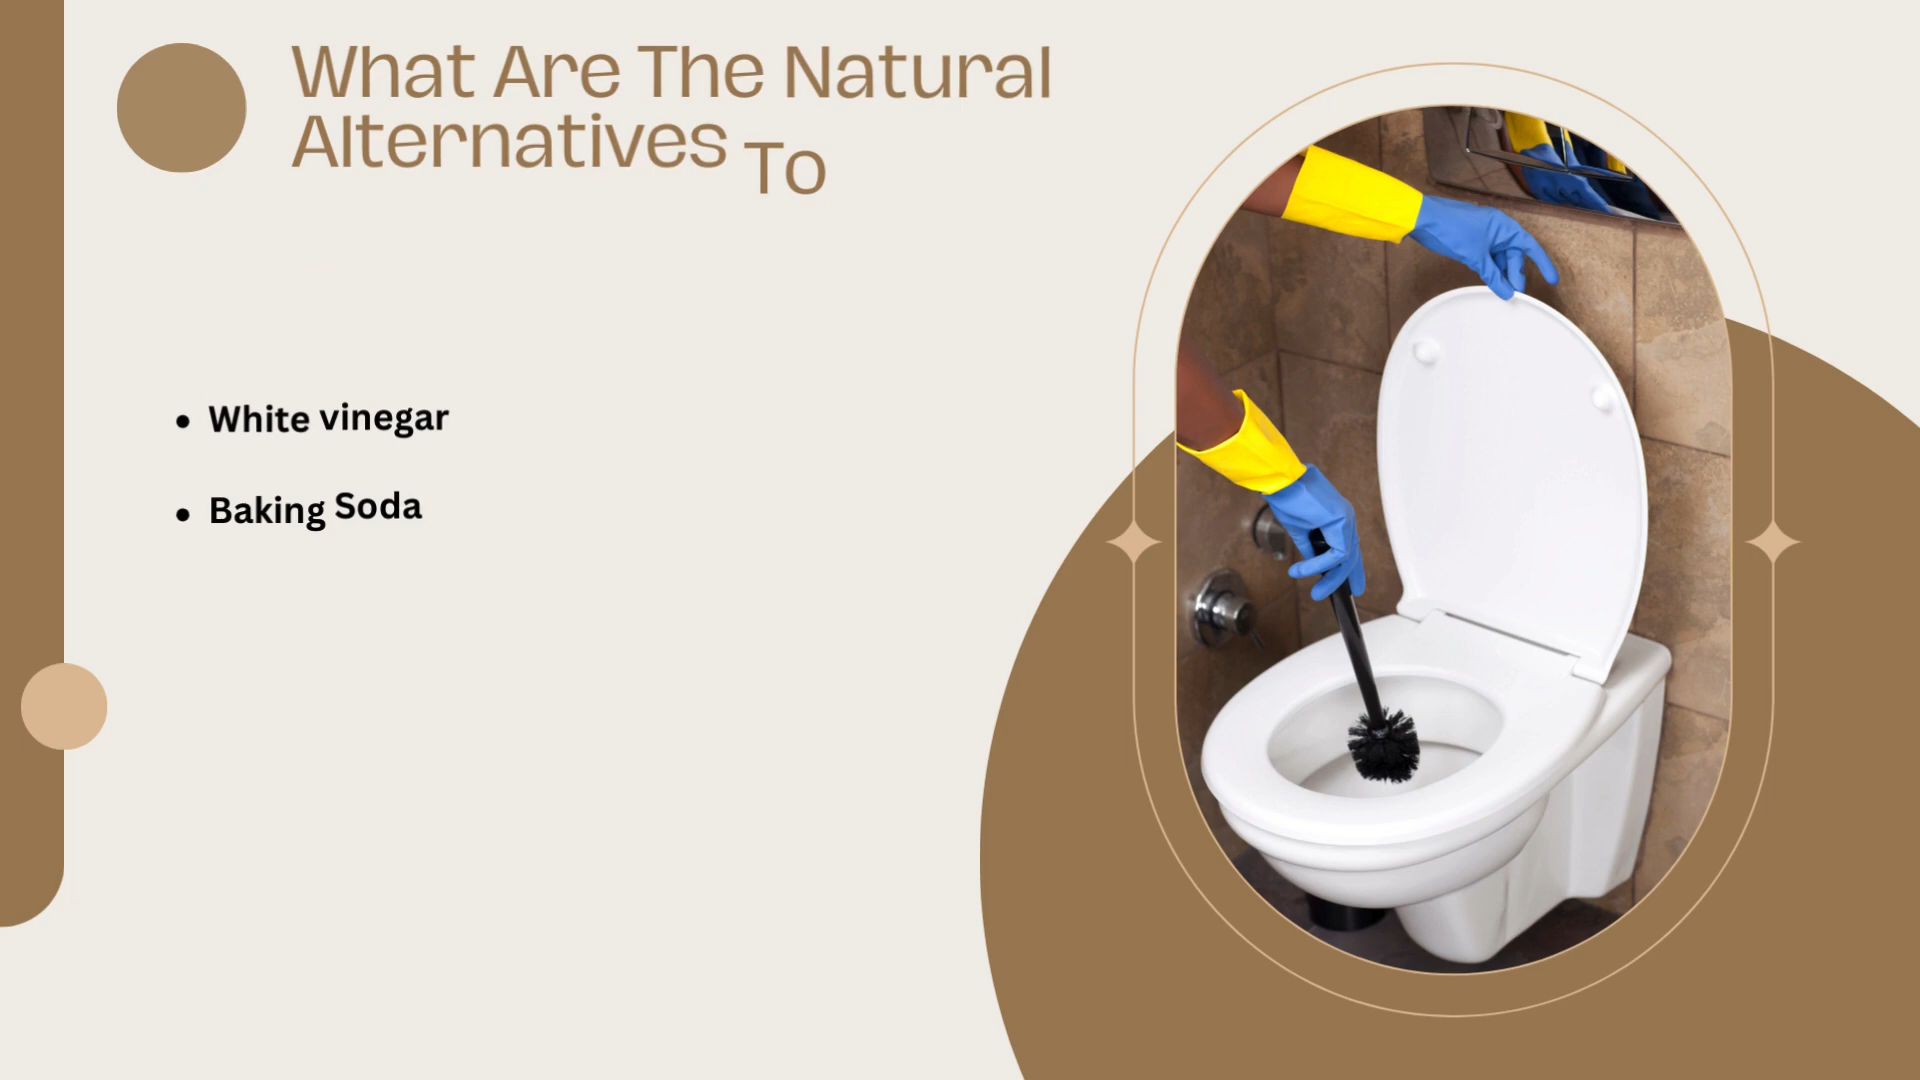 What Are The Natural
Alternatives To
• White vinegar
• Baking Soda